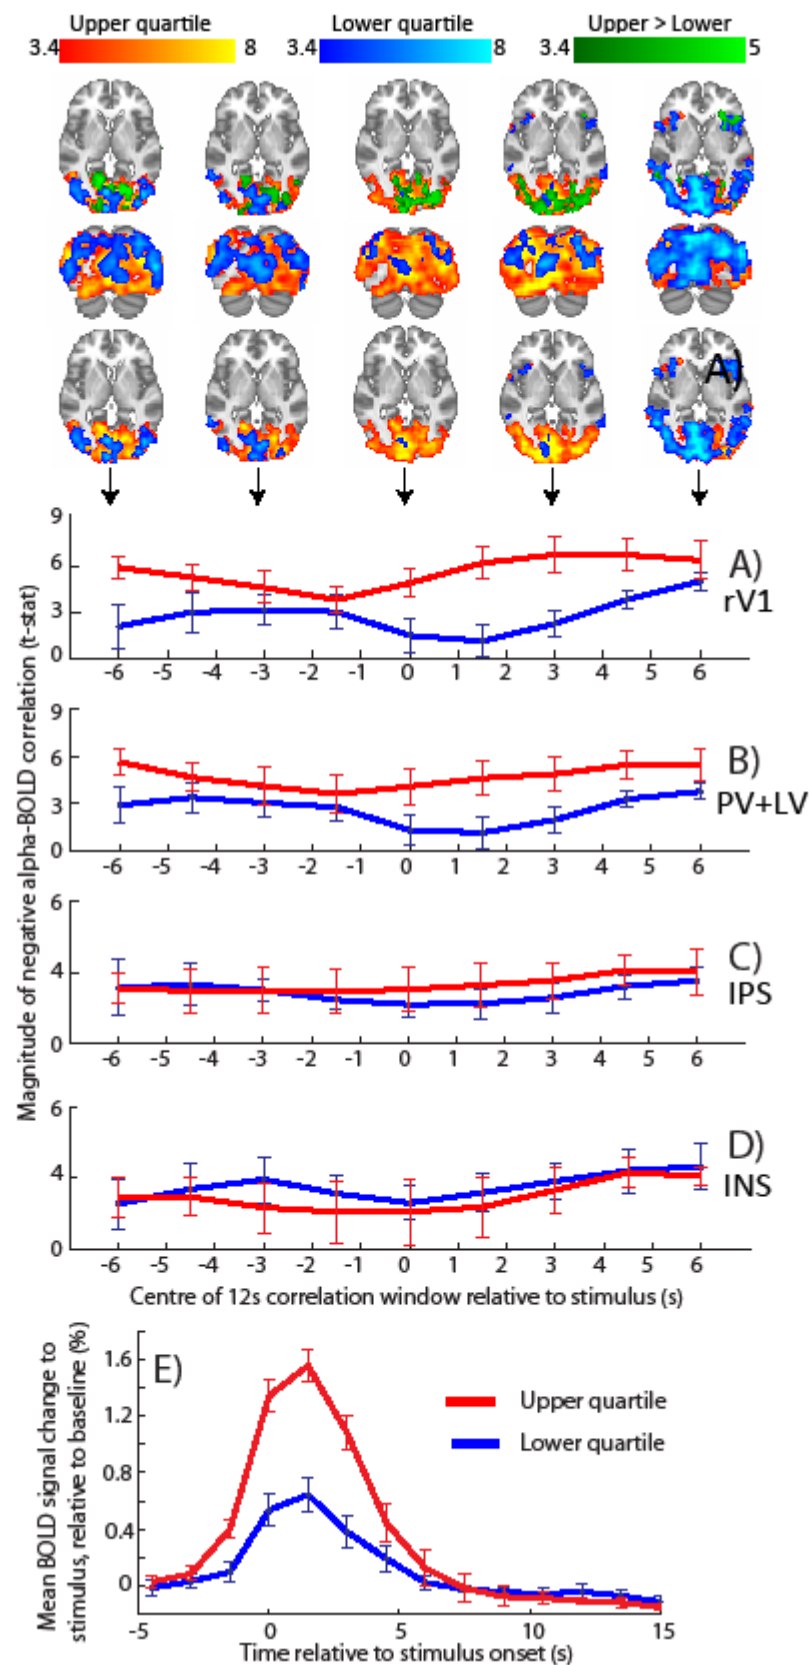 Upper quartile Lower quartile Upper > Lower
3.4 8 3.4 8 3.4 5
A)
Magnitude of negative alpha-BOLD correlation (t-stat)
9
6
3
0
A)
rV1
-6 -5 -4 -3 -2 -1 0 1 2 3 4 5 6
9
6
3
0
B)
PV+LV
-6 -5 -4 -3 -2 -1 0 1 2 3 4 5 6
6
4
0
C)
IPS
-6 -5 -4 -3 -2 -1 0 1 2 3 4 5 6
6
4
0
D)
INS
-6 -5 -4 -3 -2 -1 0 1 2 3 4 5 6
Centre of 12s correlation window relative to stimulus (s)
Mean BOLD signal change to
stimulus, relative to baseline (%)
E)
1.6
1.2
0.8
0.4
0
Upper quartile
Lower quartile
-5 0 5 10 15
Time relative to stimulus onset (s)